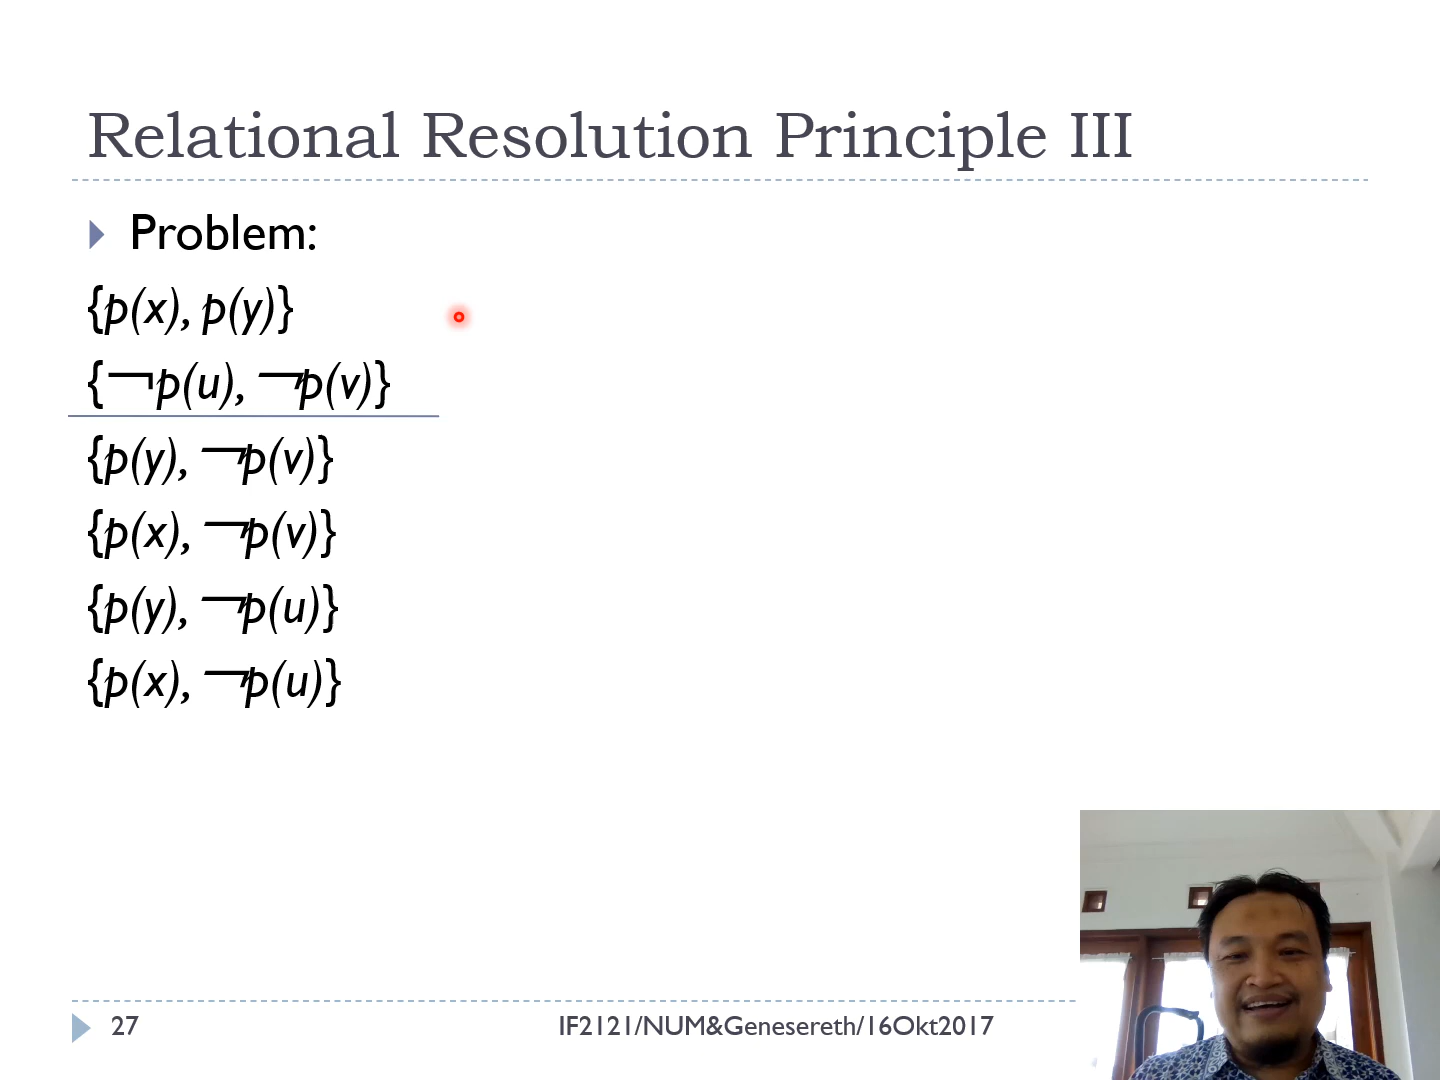 Relational Resolution Principle III
Problem:
{p(x), p(y)}
{¬p(u), ¬p(v)}
{p(y), ¬p(v)}
{p(x), ¬p(v)}
{p(y), ¬p(u)}
{p(x), ¬p(u)}
27
IF2121/NUM&Genesereth/16Okt2017